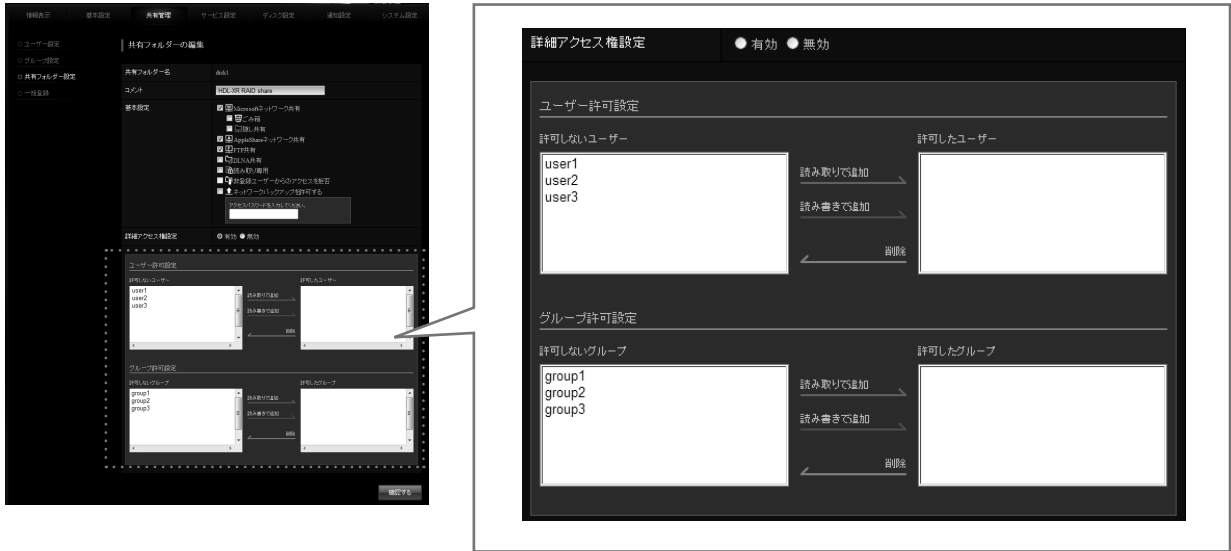 情報表示 基本設定 共有管理 サービス設定 ディスク設定 通知設定 システム設定
○ ユーザー設定
○ グループ設定
○ 共有フォルダー設定
○ 一括登録
共有フォルダーの編集
共有フォルダー名 disk1
コメント HDL-XR RAID share
基本設定
Microsoftネットワーク共有
ごみ箱
隠し共有
AppleShareネットワーク共有
FTP共有
DLNA共有
読み取り専用
非登録ユーザーからのアクセスを拒否
ネットワークバックアップを許可する
アクセスパスワードを入力してください。
詳細アクセス権設定 有効 無効
ユーザー許可設定
許可しないユーザー 許可したユーザー
user1
user2
user3
読み取りで追加
読み書きで追加
削除
グループ許可設定
許可しないグループ 許可したグループ
group1
group2
group3
読み取りで追加
読み書きで追加
削除
確認する
詳細アクセス権設定 有効 無効
ユーザー許可設定
許可しないユーザー 許可したユーザー
user1
user2
user3
読み取りで追加
読み書きで追加
削除
グループ許可設定
許可しないグループ 許可したグループ
group1
group2
group3
読み取りで追加
読み書きで追加
削除